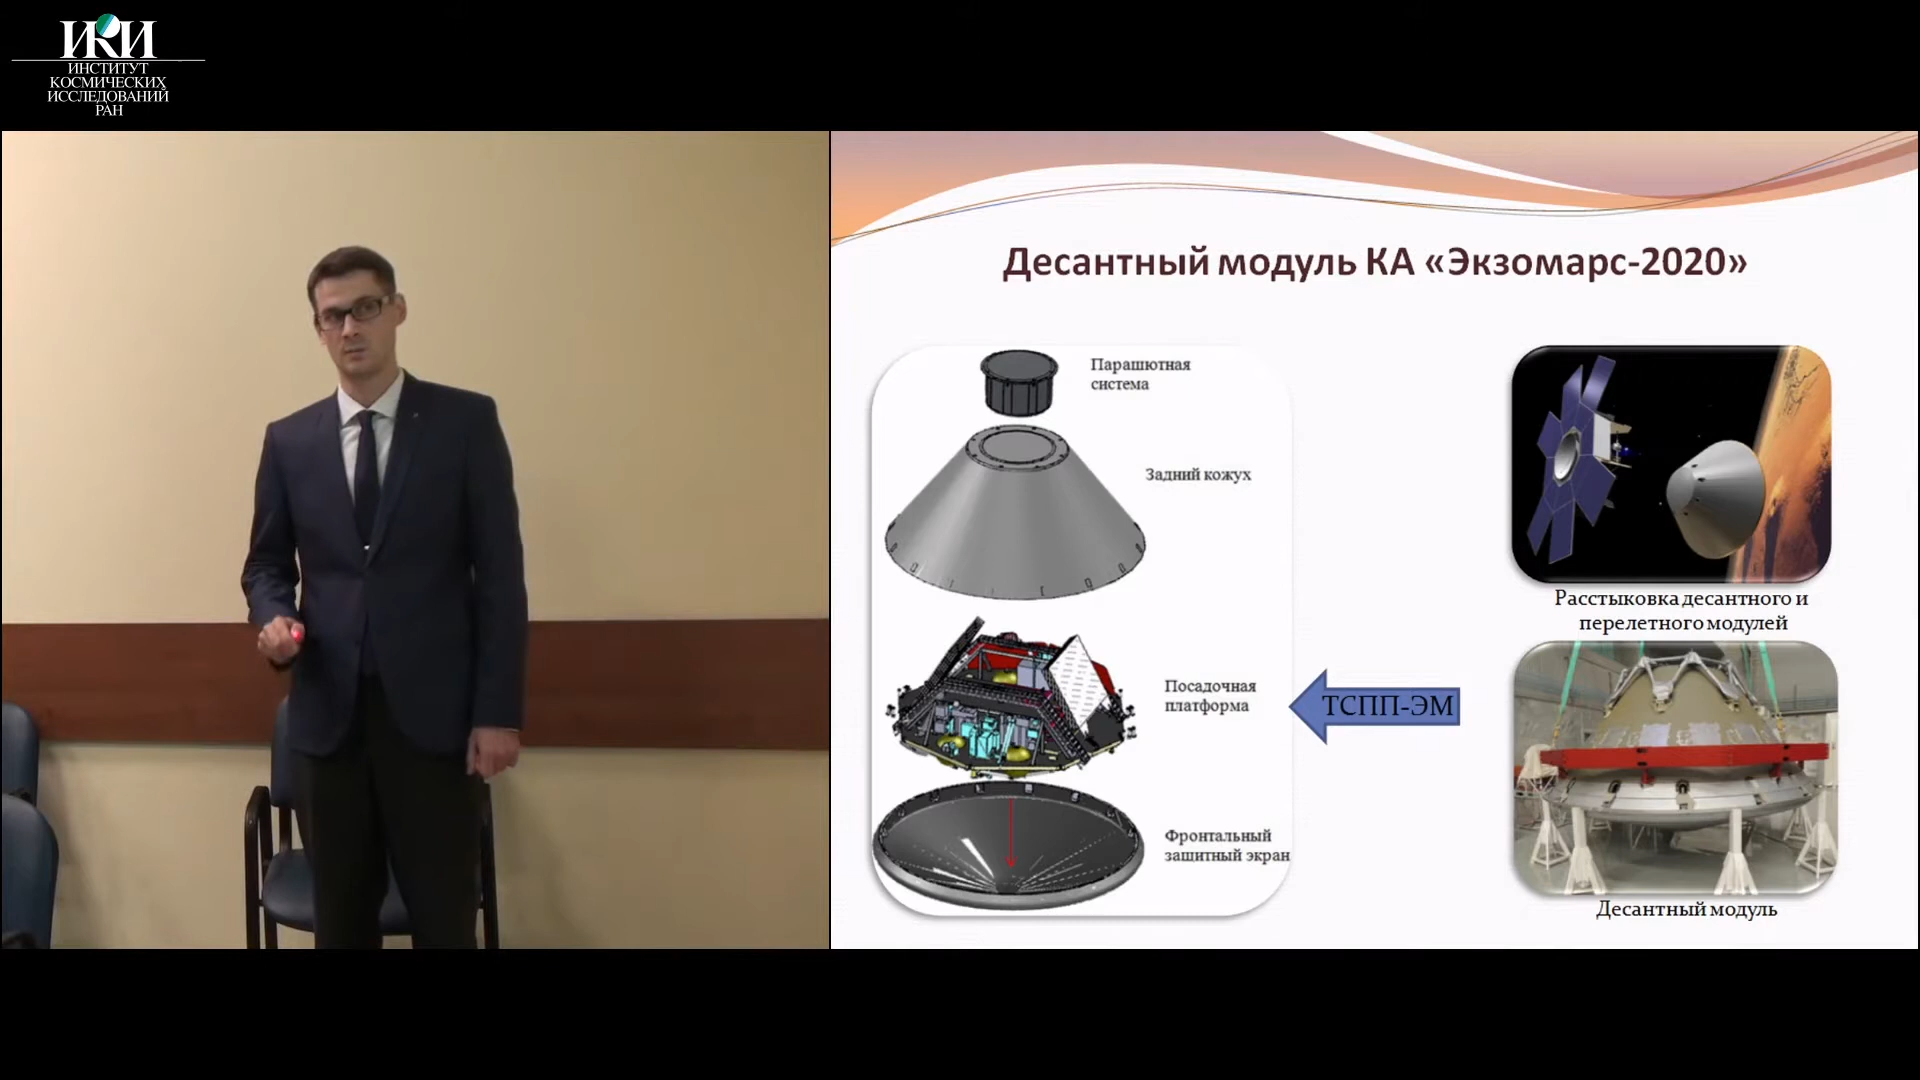 ИКИ
ИНСТИТУТ
КОСМИЧЕСКИХ
ИССЛЕДОВАНИЙ
РАН
Десантный модуль КА «Экзомарс-2020»
Парашютная
система
Задний кожух
Посадочная
платформа
Фронтальный
защитный экран
ТСПП-ЭМ
Расстыковка десантного и
перелетного модулей
Десантный модуль